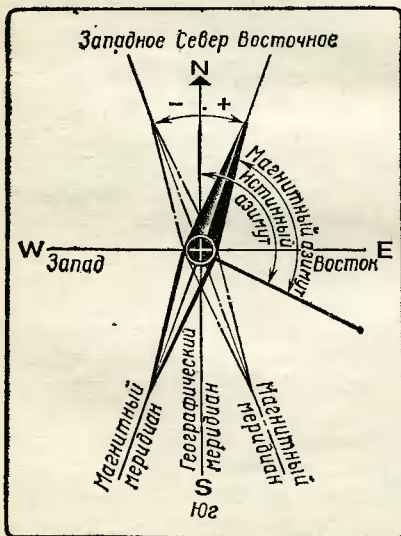 Западное Север Восточное
N
- +
Магнитный азимут
Истинный
азимут
W E
Запад Восток
Магнитный
меридиан
Географический
меридиан
Магнитный
меридиан
S
Юг